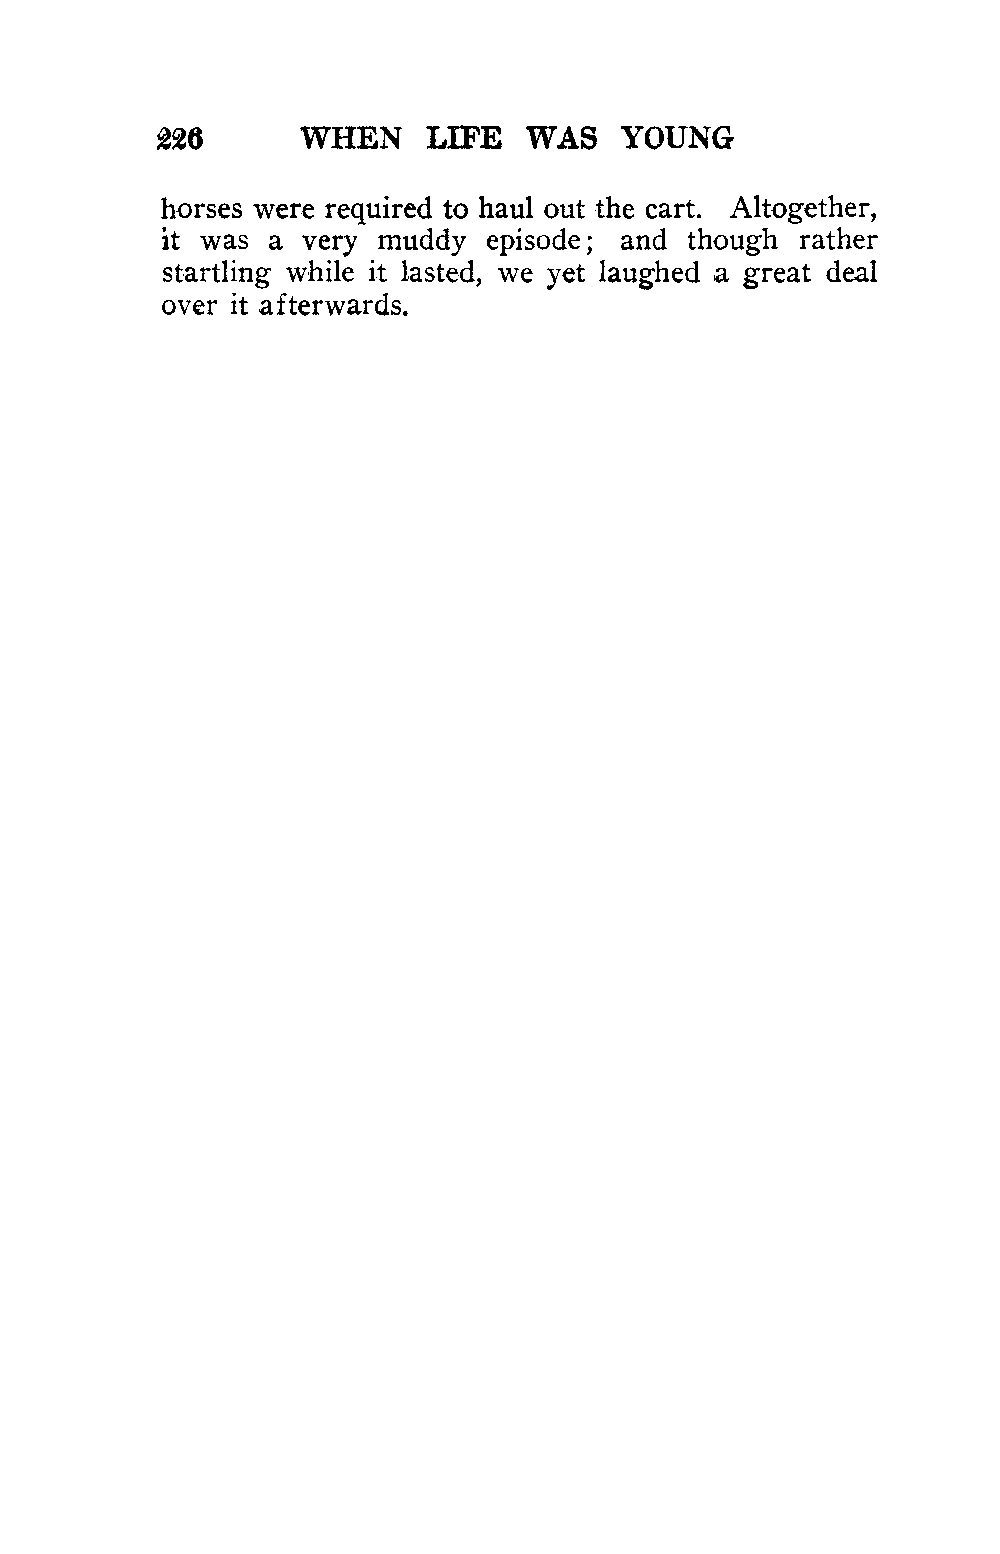 226 WHEN LIFE WAS YOUNG
horses were required to haul out the cart. Altogether,
it was a very muddy episode; and though rather
startling while it lasted, we yet laughed a great deal
over it afterwards.